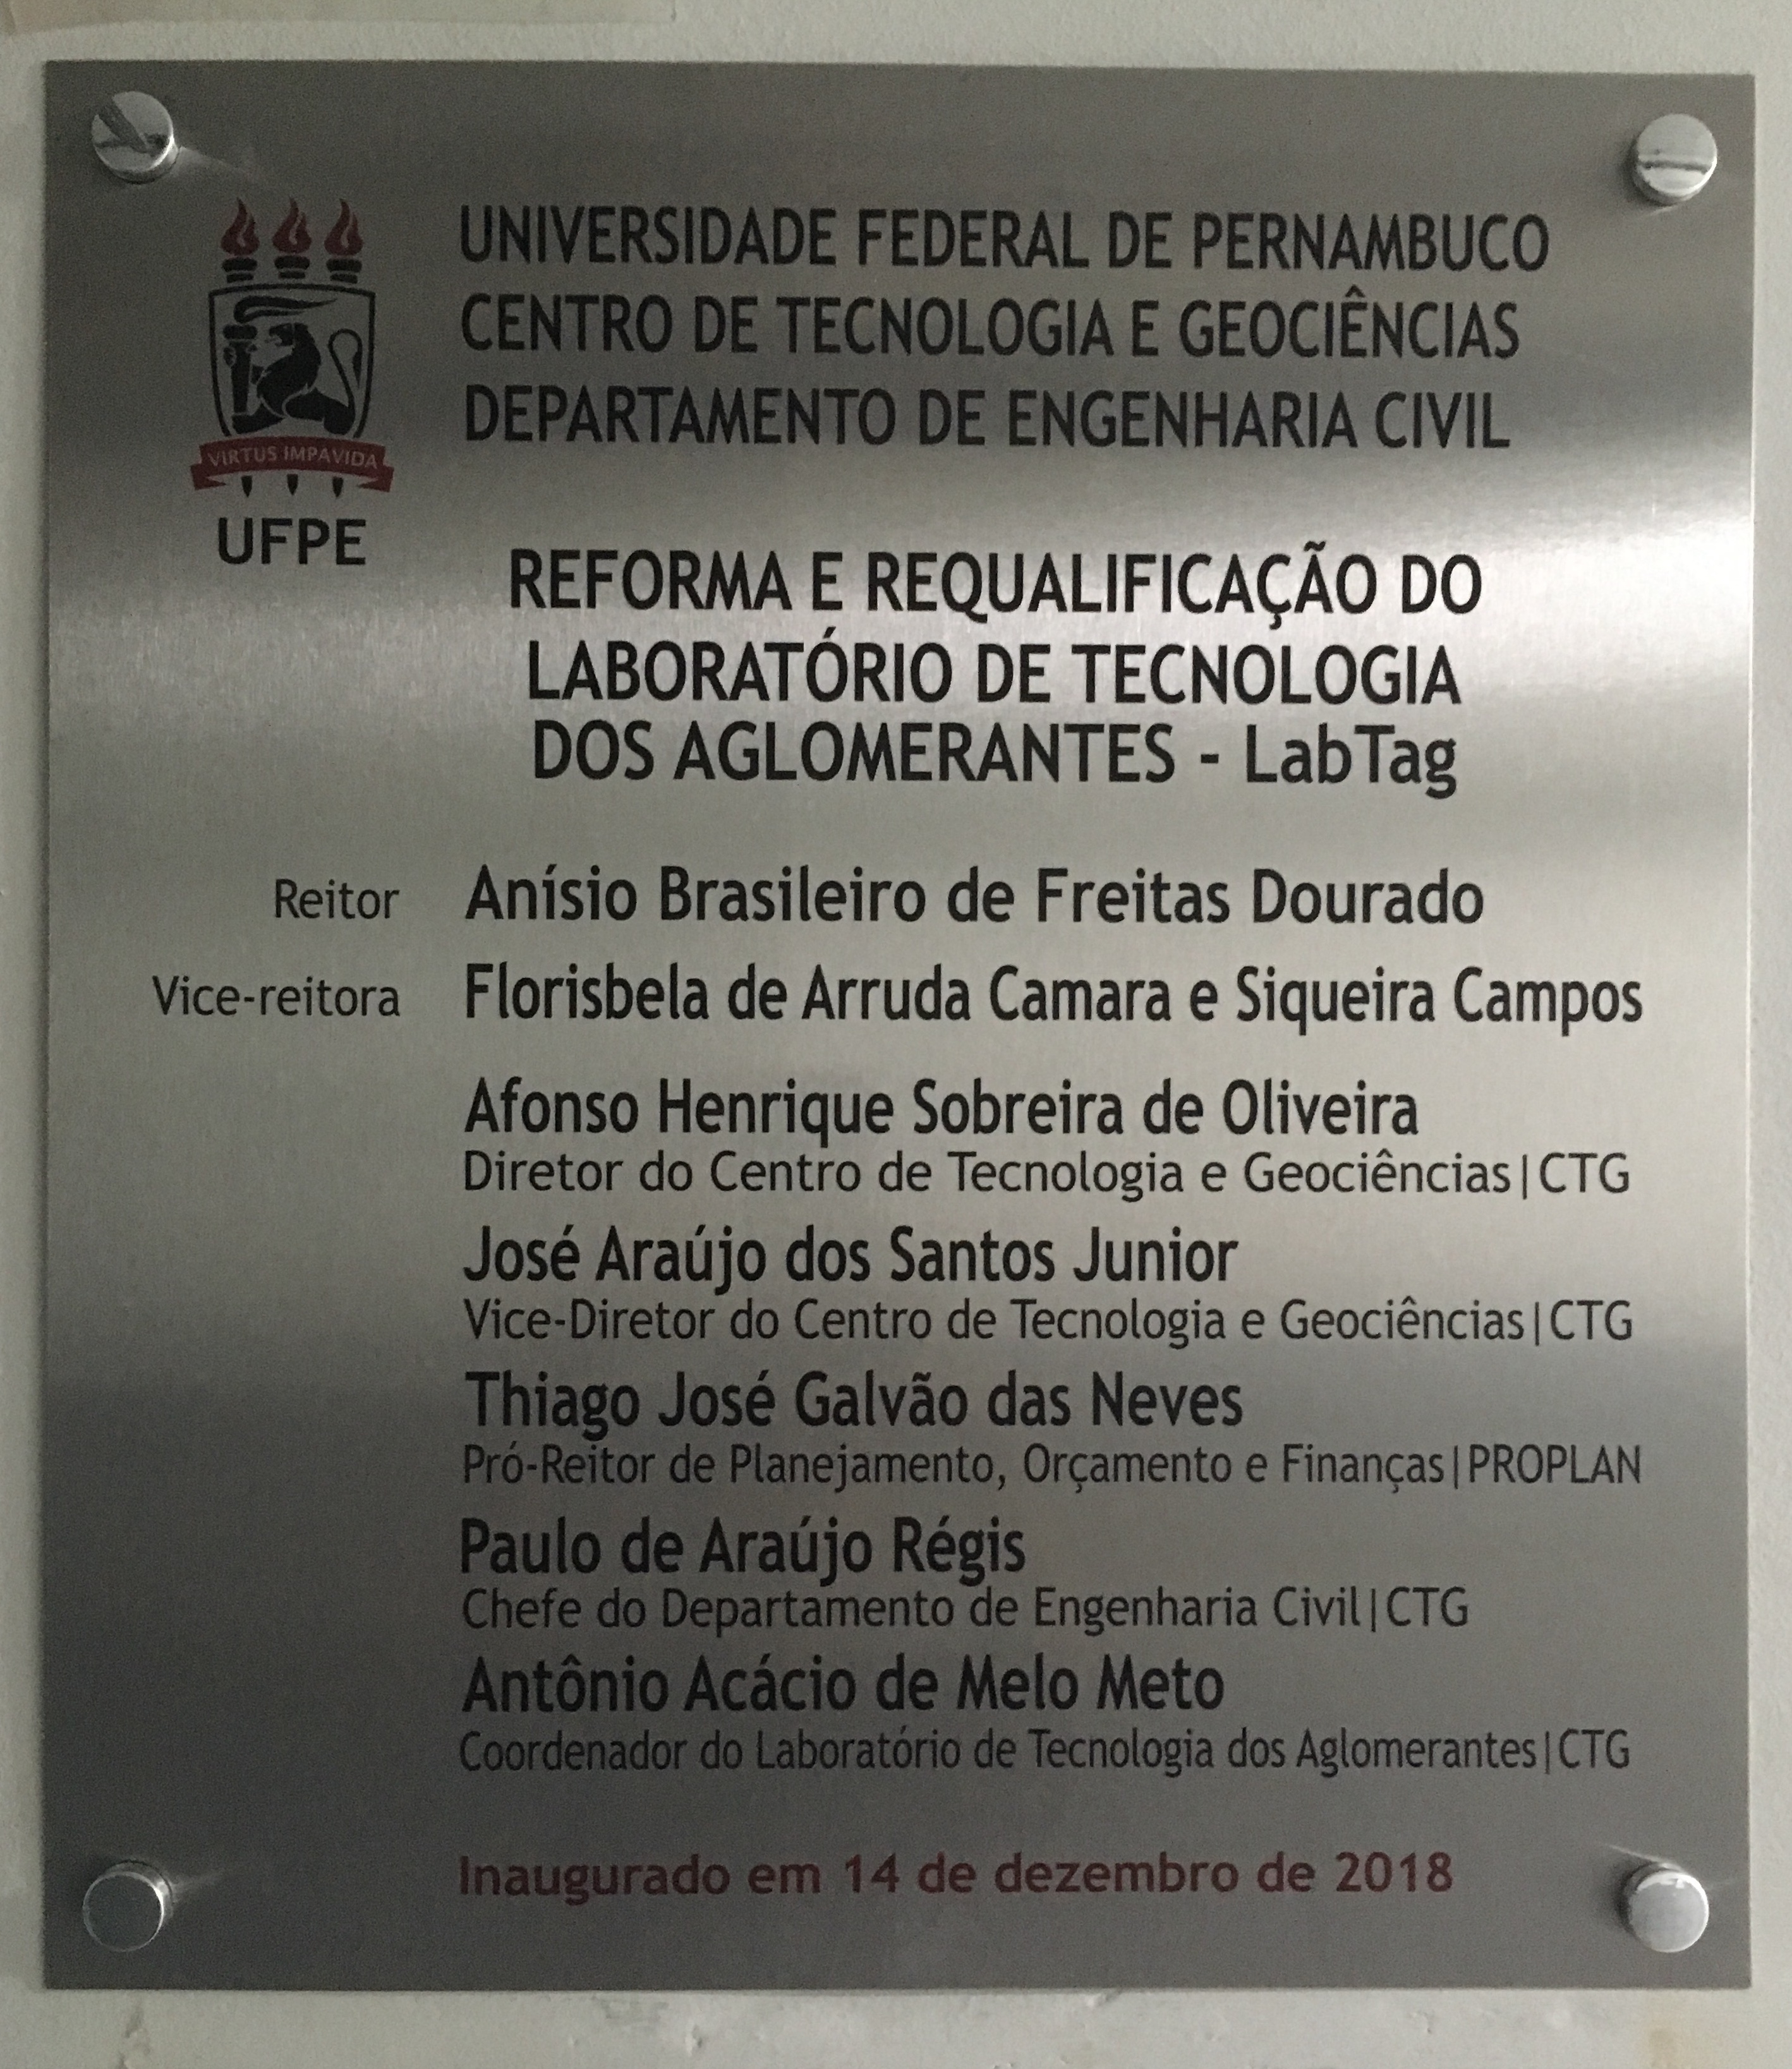 UNIVERSIDADE FEDERAL DE PERNAMBUCO
CENTRO DE TECNOLOGIA E GEOCIÊNCIAS
DEPARTAMENTO DE ENGENHARIA CIVIL
VIRTUS IMPAVIDA
UFPE
REFORMA E REQUALIFICAÇÃO DO
LABORATÓRIO DE TECNOLOGIA
DOS AGLOMERANTES - LabTag
Reitor Anísio Brasileiro de Freitas Dourado
Vice-reitora Florisbela de Arruda Camara e Siqueira Campos
Afonso Henrique Sobreira de Oliveira
Diretor do Centro de Tecnologia e Geociências|CTG
José Araújo dos Santos Junior
Vice-Diretor do Centro de Tecnologia e Geociências|CTG
Thiago José Galvão das Neves
Pró-Reitor de Planejamento, Orçamento e Finanças|PROPLAN
Paulo de Araújo Régis
Chefe do Departamento de Engenharia Civil|CTG
Antônio Acácio de Melo Meto
Coordenador do Laboratório de Tecnologia dos Aglomerantes|CTG
Inaugurado em 14 de dezembro de 2018